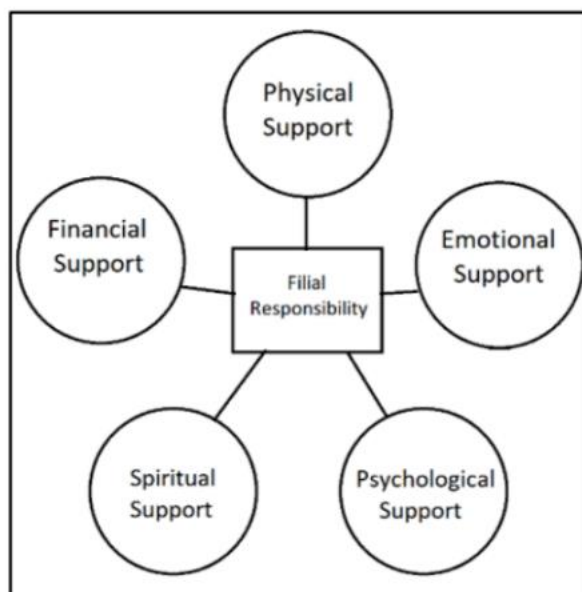 Physical
Support
Financial
Support
Emotional
Support
Filial
Responsibility
Spiritual
Support
Psychological
Support